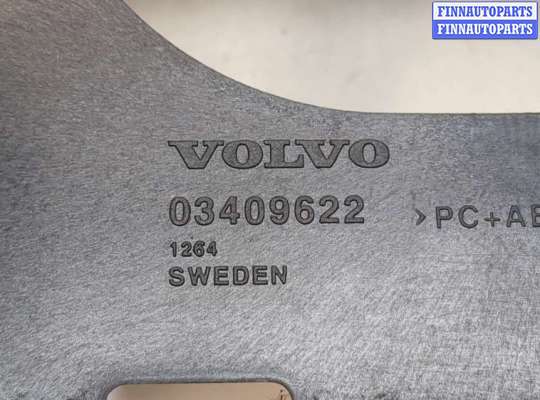 FINNAUTOPARTS
FINNAUTOPARTS
VOLVO
03409622 >PC+AB
1264
SWEDEN